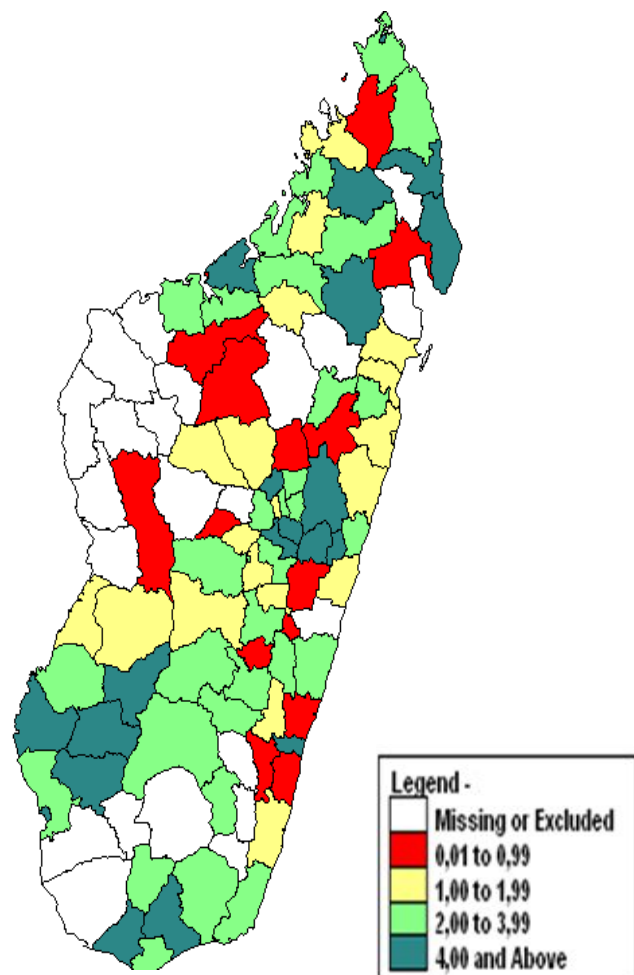 Legend -
Missing or Excluded
0,01 to 0,99
1,00 to 1,99
2,00 to 3,99
4,00 and Above